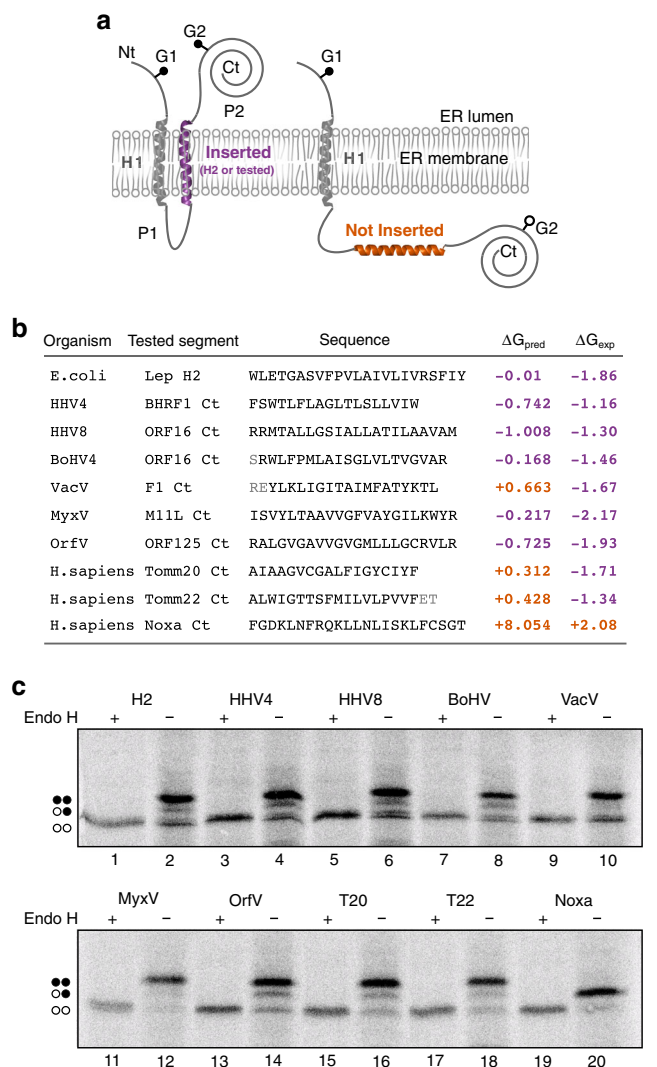 a
Nt
G1
G2
Ct
P2
G1
ER lumen
H1
Inserted
(H2 or tested)
H1
ER membrane
P1
Not Inserted
G2
Ct
b
Organism Tested segment Sequence ΔGpred ΔGexp
E.coli Lep H2 WLETGASVFPVLAIVLIVRSFIY −0.01 −1.86
HHV4 BHRF1 Ct FSWTLFLAGLTLSLLVIW −0.742 −1.16
HHV8 ORF16 Ct RRMTALLGSIALLATILAAVAM −1.008 −1.30
BoHV4 ORF16 Ct SRWLFPMLAISGLVLTVGVAR −0.168 −1.46
VacV F1 Ct REYLKLIGITAIMFATYKTL +0.663 −1.67
MyxV M11L Ct ISVYLTAAVVGFVAYGILKWYR −0.217 −2.17
OrfV ORF125 Ct RALGVGAVVGVGMLLLGCRVLR −0.725 −1.93
H.sapiens Tomm20 Ct AIAAGVCGALFIGYCIYF +0.312 −1.71
H.sapiens Tomm22 Ct ALWIGTTSFMILVLPVVFET +0.428 −1.34
H.sapiens Noxa Ct FGDKLNFRQKLLNLISKLFCSGT +8.054 +2.08
c
H2 HHV4 HHV8 BoHV VacV
Endo H + − + − + − + − + −
1 2 3 4 5 6 7 8 9 10
MyxV OrfV T20 T22 Noxa
Endo H + − + − + − + − + −
11 12 13 14 15 16 17 18 19 20